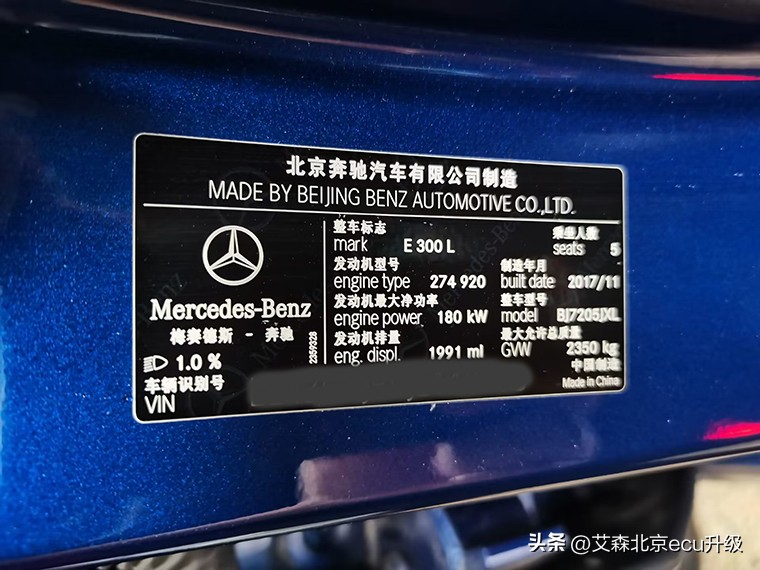 北京奔驰汽车有限公司制造
MADE BY BEIJING BENZ AUTOMOTIVE CO.,LTD.
Mercedes-Benz
梅赛德斯 - 奔驰
1.0 %
整车标志
mark E 300 L
乘坐人数
seats 5
发动机型号
engine type 274 920
制造年月
built date 2017/11
发动机最大净功率
engine power 180 kW
整车型号
model BJ7205JXL
发动机排量
eng. displ. 1991 ml
最大允许总质量
GVW 2350 kg
中国制造
Made in China
车辆识别号
VIN
头条 @艾森北京ecu升级